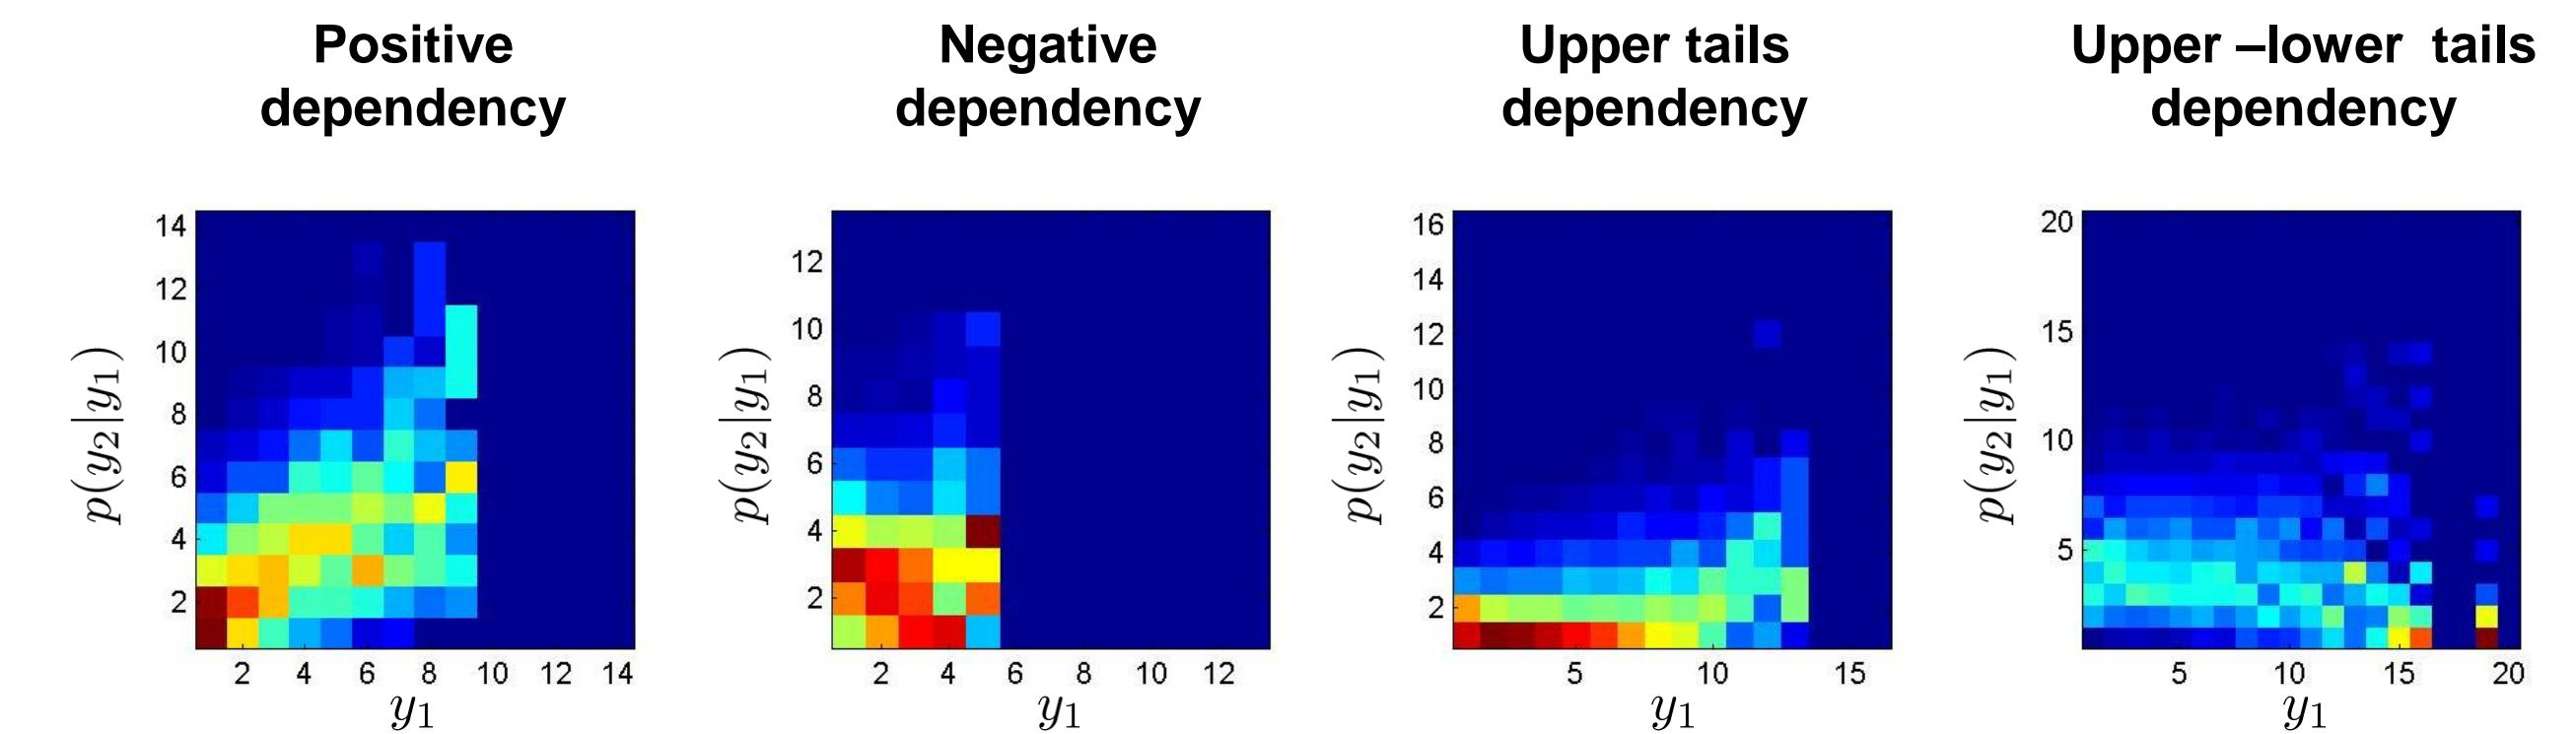 Positive
dependency
Negative
dependency
Upper tails
dependency
Upper –lower tails
dependency
14
12
10
8
6
4
2
p(y₂|y₁)
2 4 6 8 10 12 14
y₁
12
10
8
6
4
2
p(y₂|y₁)
2 4 6 8 10 12
y₁
16
14
12
10
8
6
4
2
p(y₂|y₁)
5 10 15
y₁
20
15
10
5
p(y₂|y₁)
5 10 15 20
y₁